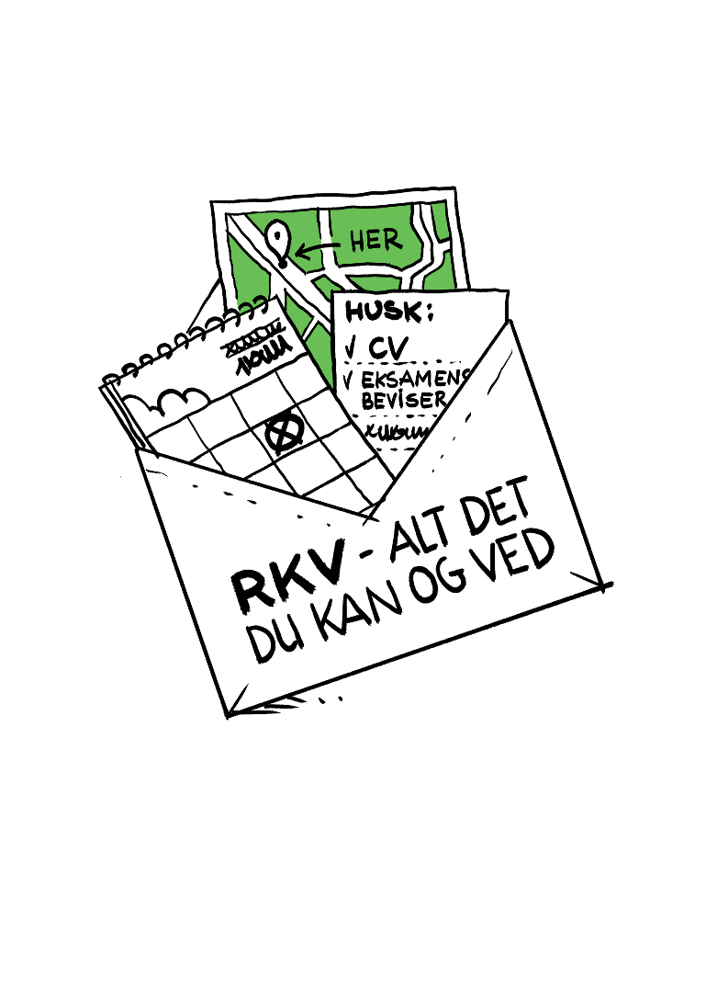 HER
HUSK:
√ CV
√ EKSAMENS
BEVISER
RKV - ALT DET
DU KAN OG VED